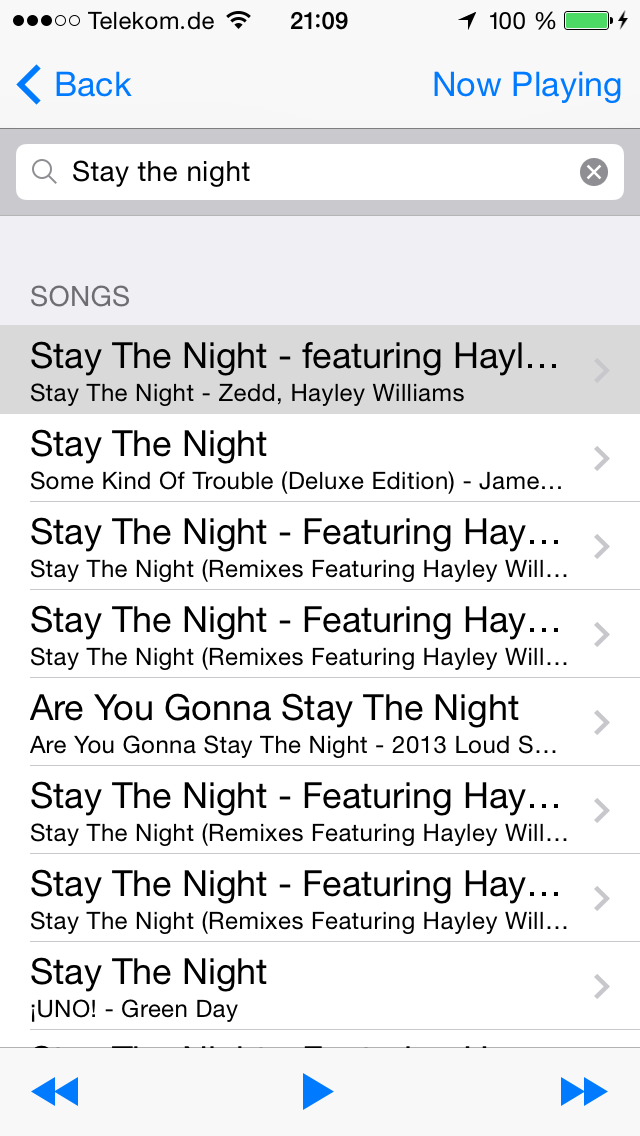 Telekom.de 21:09 100 %
Back Now Playing
Stay the night
SONGS
Stay The Night - featuring Hayl...
Stay The Night - Zedd, Hayley Williams
Stay The Night
Some Kind Of Trouble (Deluxe Edition) - Jame...
Stay The Night - Featuring Hay...
Stay The Night (Remixes Featuring Hayley Will...
Stay The Night - Featuring Hay...
Stay The Night (Remixes Featuring Hayley Will...
Are You Gonna Stay The Night
Are You Gonna Stay The Night - 2013 Loud S...
Stay The Night - Featuring Hay...
Stay The Night (Remixes Featuring Hayley Will...
Stay The Night - Featuring Hay...
Stay The Night (Remixes Featuring Hayley Will...
Stay The Night
¡UNO! - Green Day